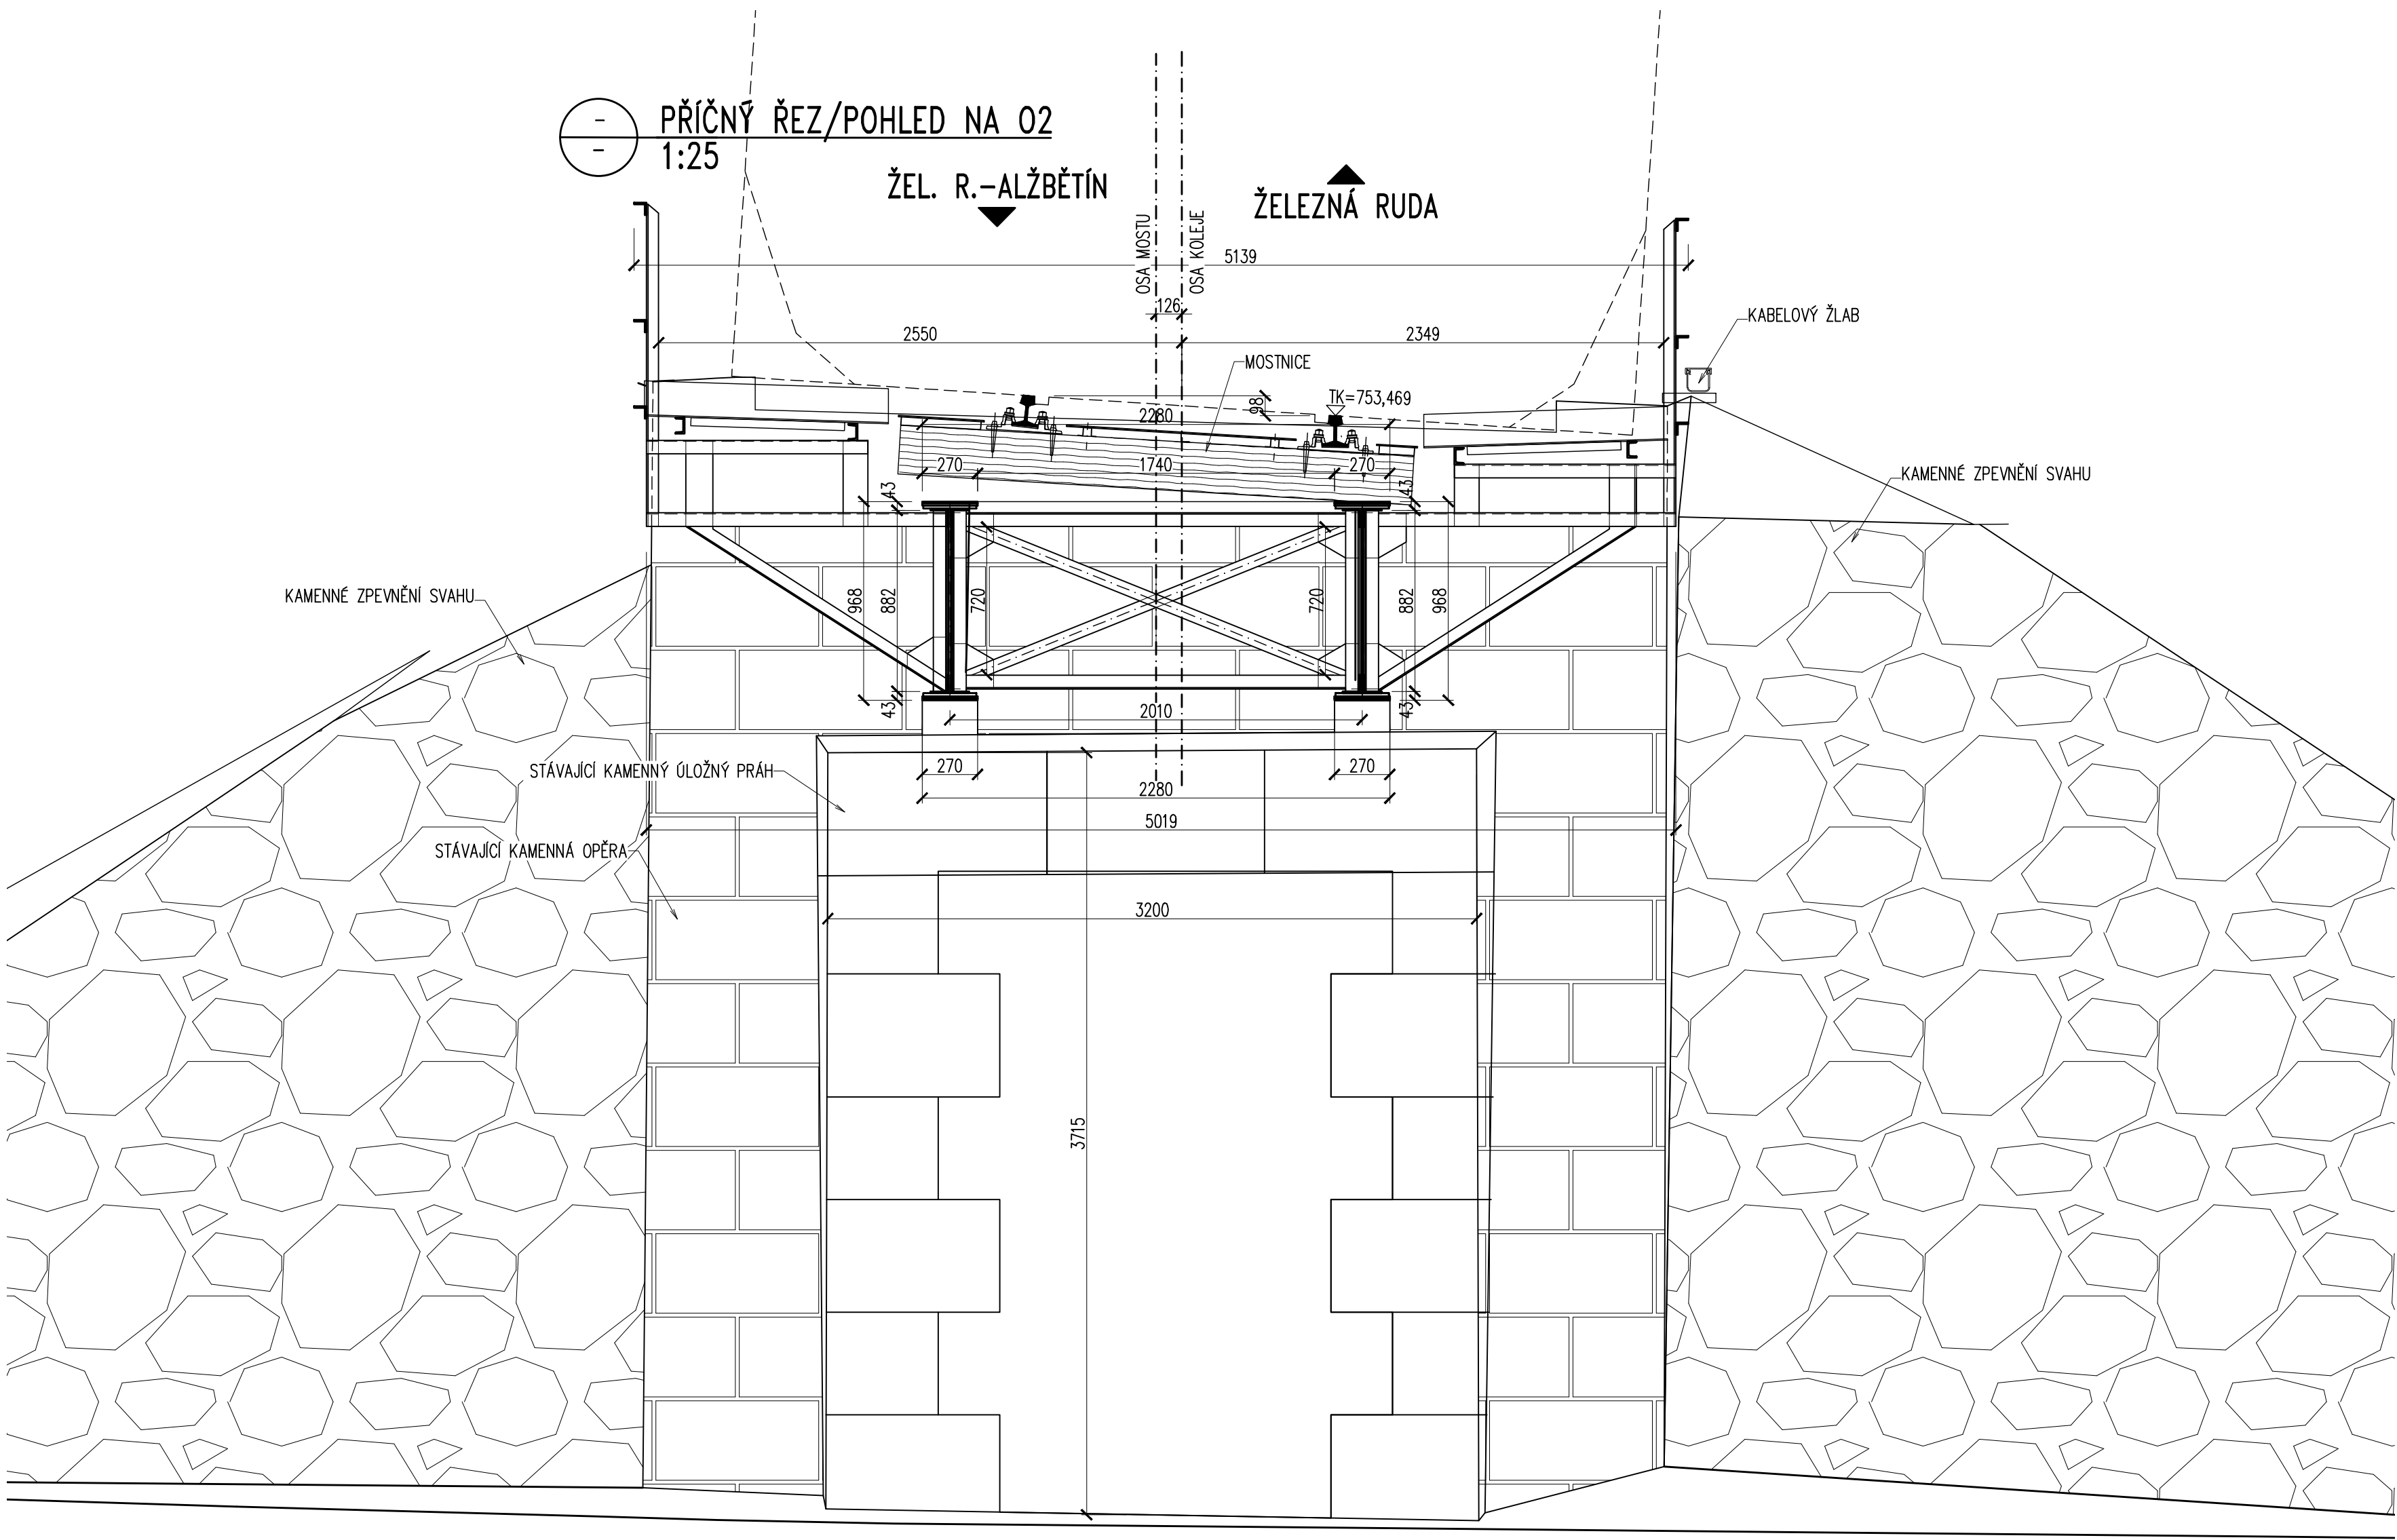 -
-
PŘÍČNÝ ŘEZ/POHLED NA 02
1:25
ŽEL. R.-ALŽBĚTÍN
ŽELEZNÁ RUDA
OSA MOSTU
OSA KOLEJE
5139
126
KABELOVÝ ŽLAB
2550
2349
MOSTNICE
TK=753,469
98
2280
270
1740
270
KAMENNÉ ZPEVNĚNÍ SVAHU
43
43
KAMENNÉ ZPEVNĚNÍ SVAHU
968
882
720
720
882
968
43
43
2010
STÁVAJÍCÍ KAMENNÝ ÚLOŽNÝ PRÁH
270
270
2280
5019
STÁVAJÍCÍ KAMENNÁ OPĚRA
3200
3715